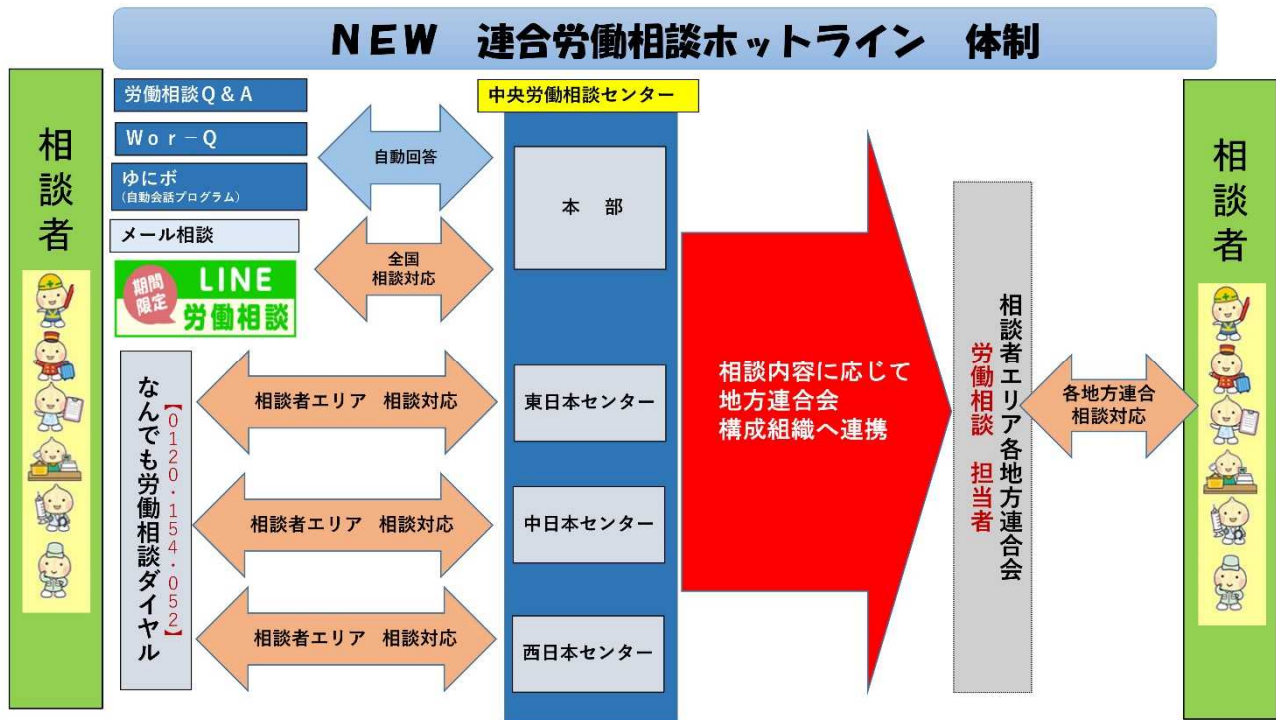 NEW 連合労働相談ホットライン 体制
相談者
労働相談Q&A
Wor-Q
ゆにボ
(自動会話プログラム)
メール相談
期間
限定
LINE
労働相談
なんでも労働相談ダイヤル
【0120・154・052】
自動回答
全国
相談対応
相談者エリア 相談対応
相談者エリア 相談対応
相談者エリア 相談対応
中央労働相談センター
本 部
東日本センター
中日本センター
西日本センター
相談内容に応じて
地方連合会
構成組織へ連携
相談者エリア各地方連合会
労働相談 担当者
各地方連合
相談対応
相談者